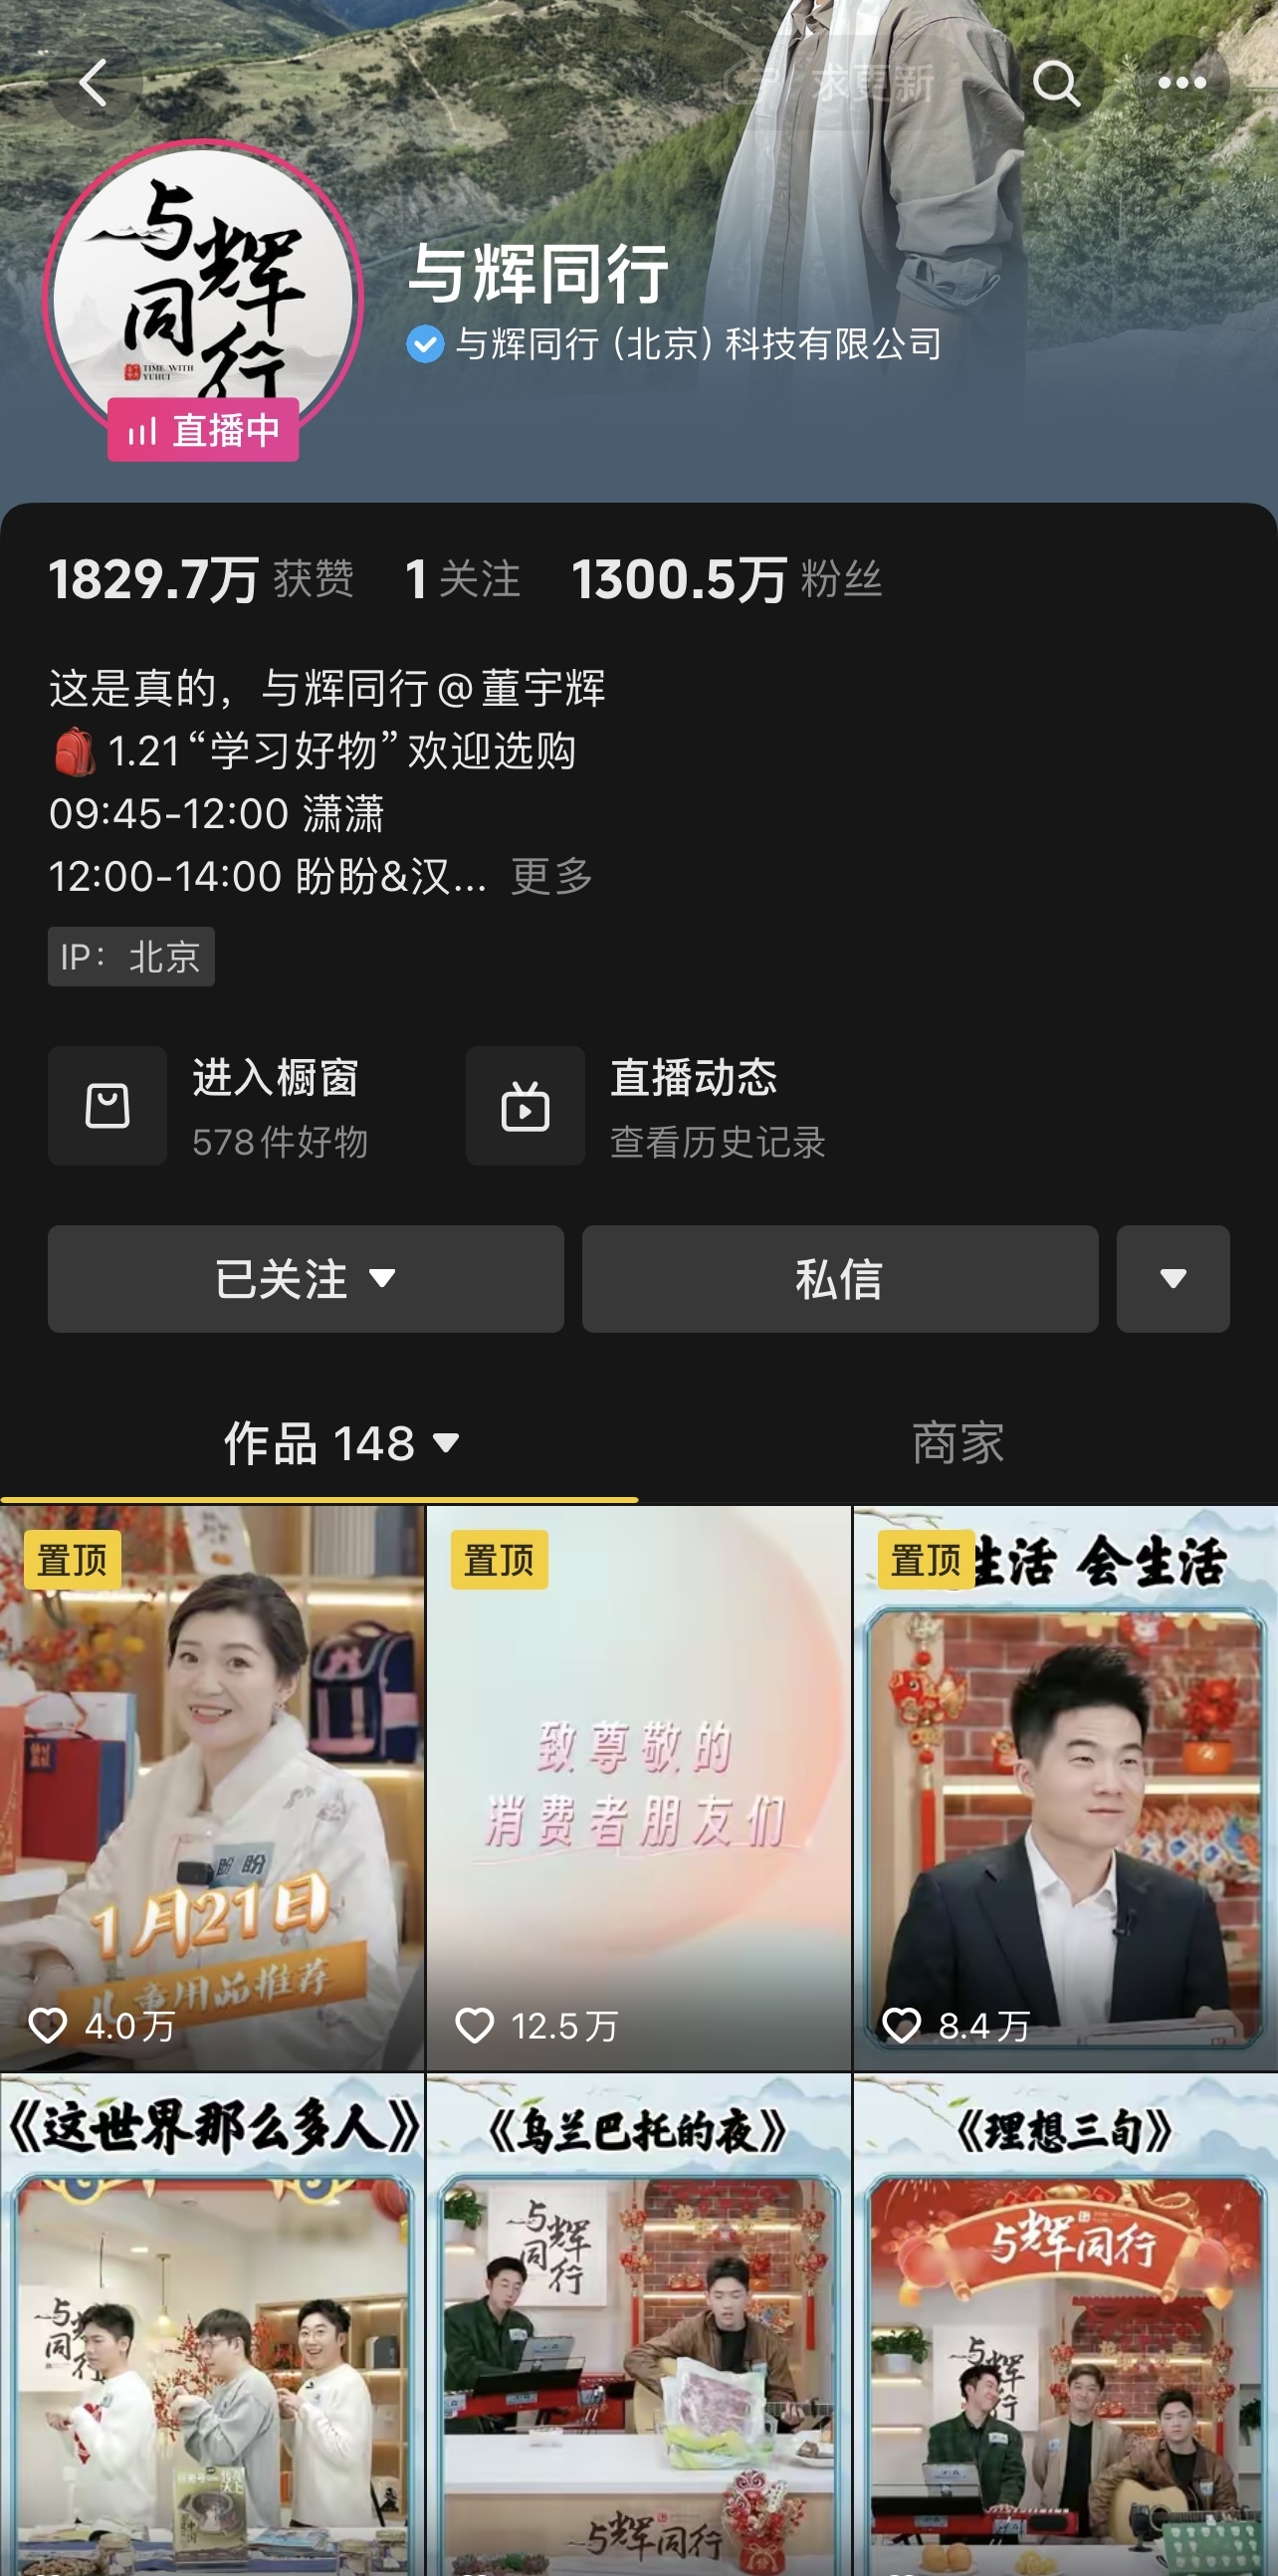 求更新
与辉
同行
TIME WITH
YUHUI
直播中
与辉同行
与辉同行 (北京) 科技有限公司
1829.7万 获赞 1 关注 1300.5万 粉丝
这是真的，与辉同行@董宇辉
1.21“学习好物”欢迎选购
09:45-12:00 潇潇
12:00-14:00 盼盼&汉... 更多
IP：北京
进入橱窗
578件好物
直播动态
查看历史记录
已关注
私信
作品 148
商家
置顶
盼盼
1月21日
儿童用品推荐
4.0万
置顶
致尊敬的
消费者朋友们
12.5万
置顶
生活 会生活
8.4万
《这世界那么多人》
与
同行
《乌兰巴托的夜》
与辉
同行
与辉同行
《理想三旬》
与辉同行
与辉
行